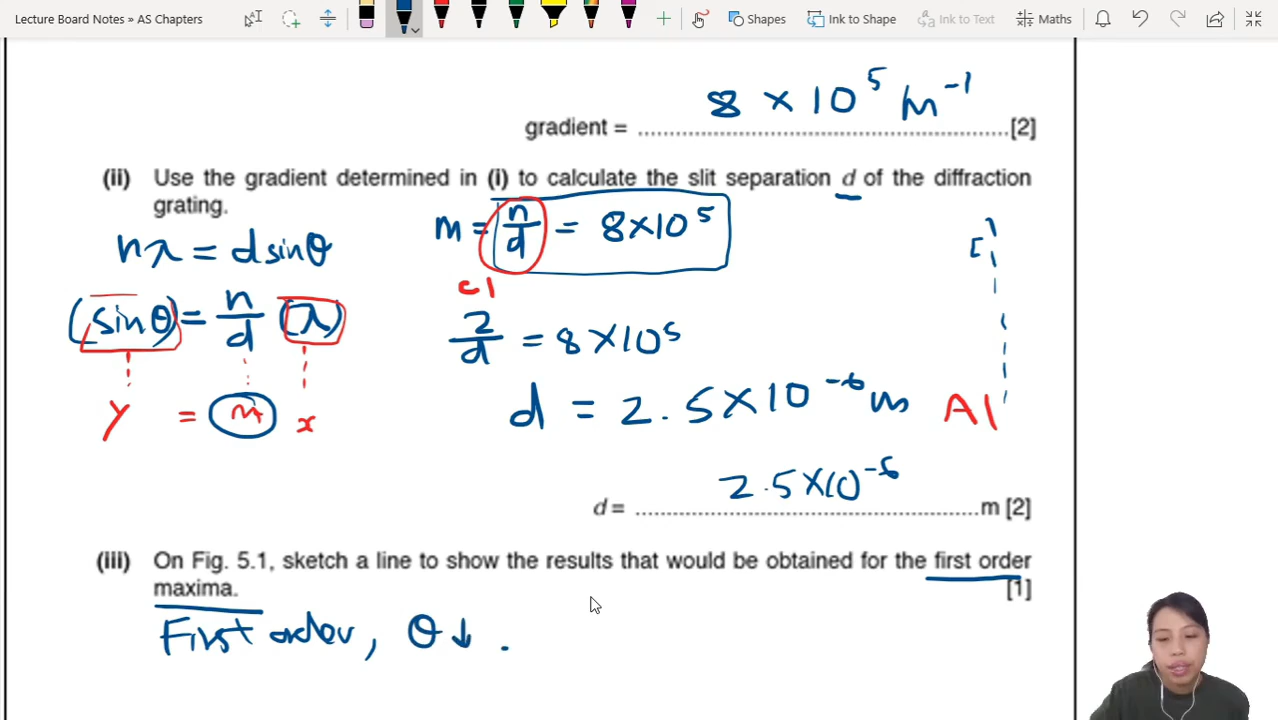 Lecture Board Notes » AS Chapters
Shapes
Ink to Shape
Ink to Text
Maths
8 × 10⁵ m⁻¹
gradient = ............................................................[2]
(ii) Use the gradient determined in (i) to calculate the slit separation d of the diffraction
grating.
m = n/d = 8×10⁵
nλ = d sinθ
C1
(sinθ) = n/d (λ)
2/d = 8×10⁵
y = m x
d = 2.5×10⁻⁶ m A1
2.5×10⁻⁶
d = ............................................................m [2]
(iii) On Fig. 5.1, sketch a line to show the results that would be obtained for the first order
maxima. [1]
First order, θ↓ .